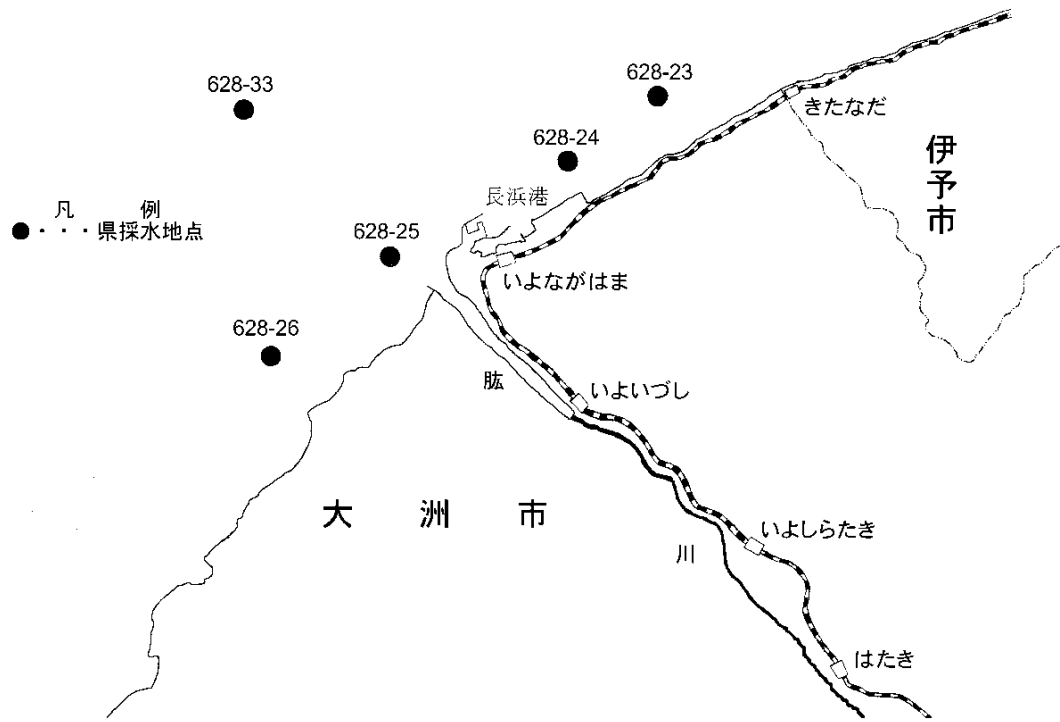 628-33
628-23
きたなだ
628-24
伊予市
長浜港
凡 例
●・・・県採水地点
628-25
いよながはま
628-26
肱
いよいづし
大 洲 市
いよしらたき
川
はたき